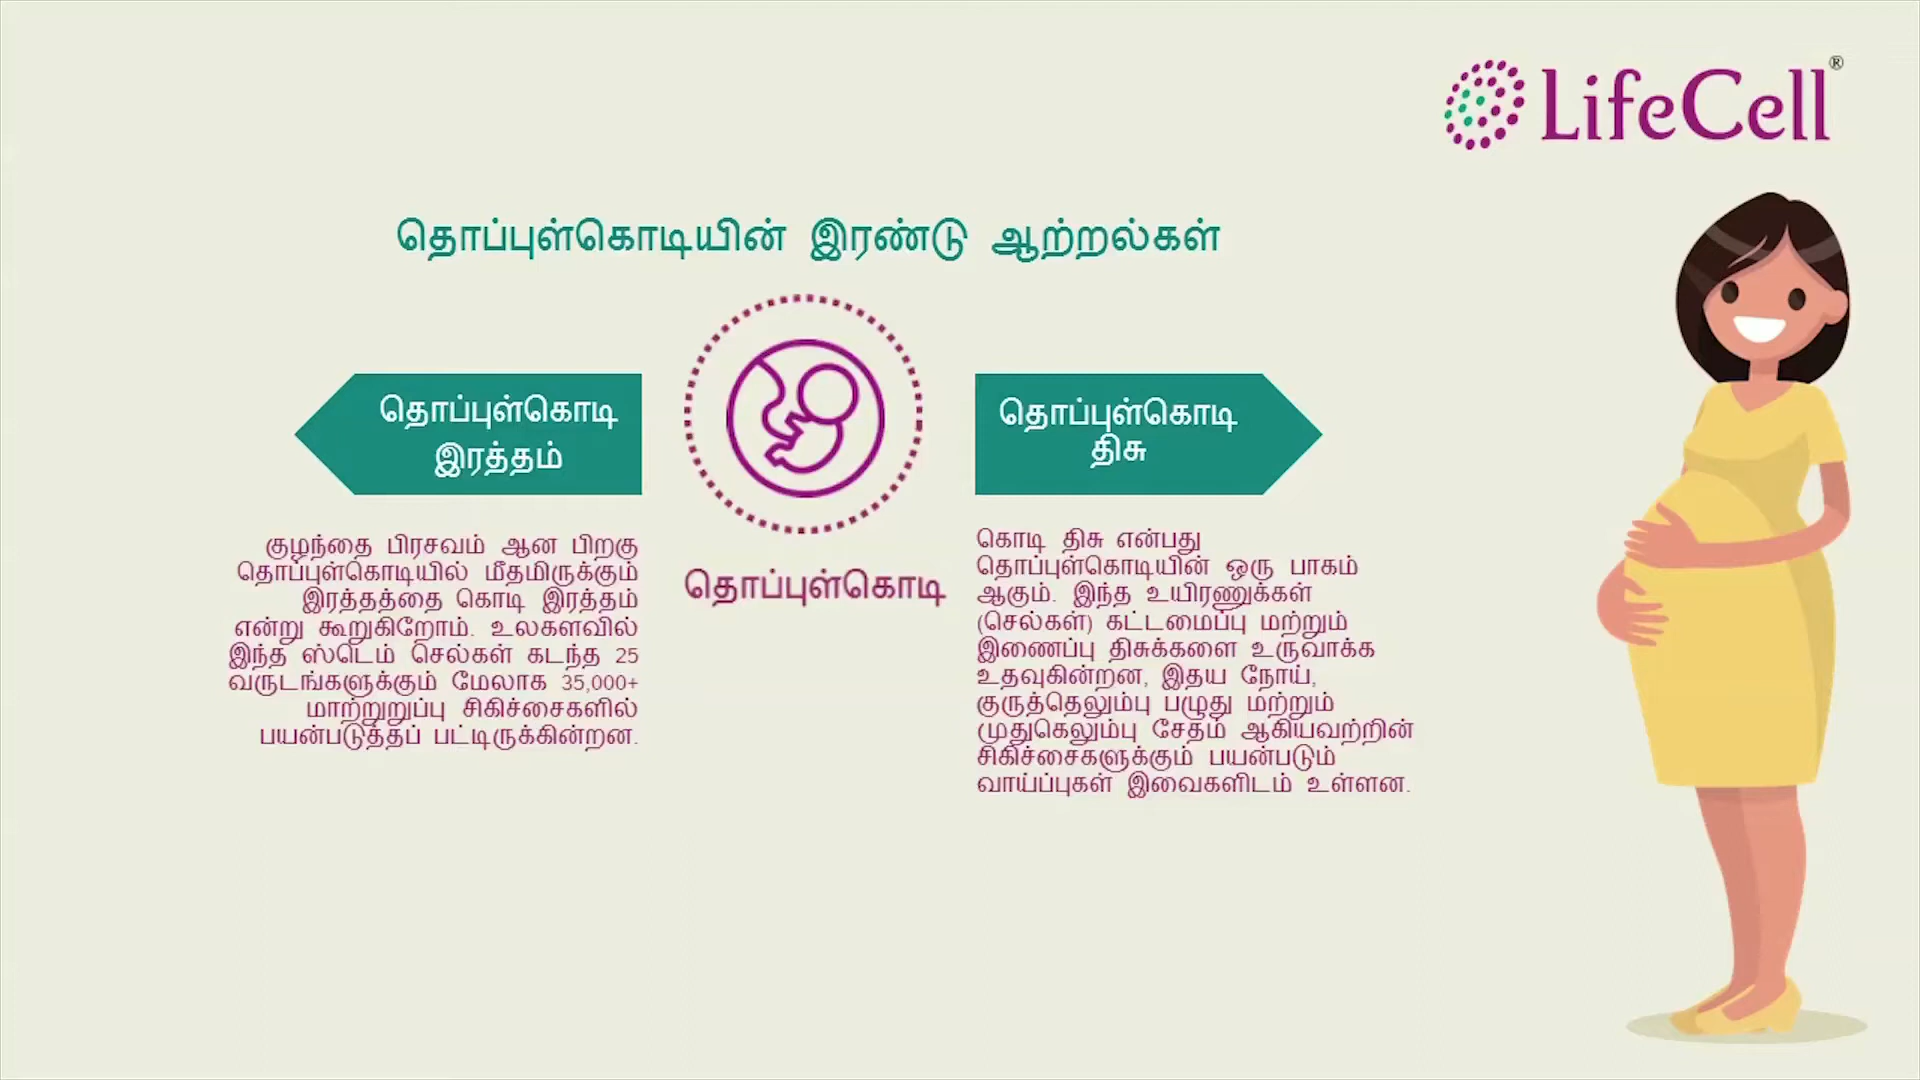 LifeCell®
தொப்புள்கொடியின் இரண்டு ஆற்றல்கள்
தொப்புள்கொடி
இரத்தம்
குழந்தை பிரசவம் ஆன பிறகு
தொப்புள்கொடியில் மீதமிருக்கும்
இரத்தத்தை கொடி இரத்தம்
என்று கூறுகிறோம். உலகளவில்
இந்த ஸ்டெம் செல்கள் கடந்த 25
வருடங்களுக்கும் மேலாக 35,000+
மாற்றுறுப்பு சிகிச்சைகளில்
பயன்படுத்தப் பட்டிருக்கின்றன.
தொப்புள்கொடி
தொப்புள்கொடி
திசு
கொடி திசு என்பது
தொப்புள்கொடியின் ஒரு பாகம்
ஆகும். இந்த உயிரணுக்கள்
(செல்கள்) கட்டமைப்பு மற்றும்
இணைப்பு திசுக்களை உருவாக்க
உதவுகின்றன, இதய நோய்,
குருத்தெலும்பு பழுது மற்றும்
முதுகெலும்பு சேதம் ஆகியவற்றின்
சிகிச்சைகளுக்கும் பயன்படும்
வாய்ப்புகள் இவைகளிடம் உள்ளன.